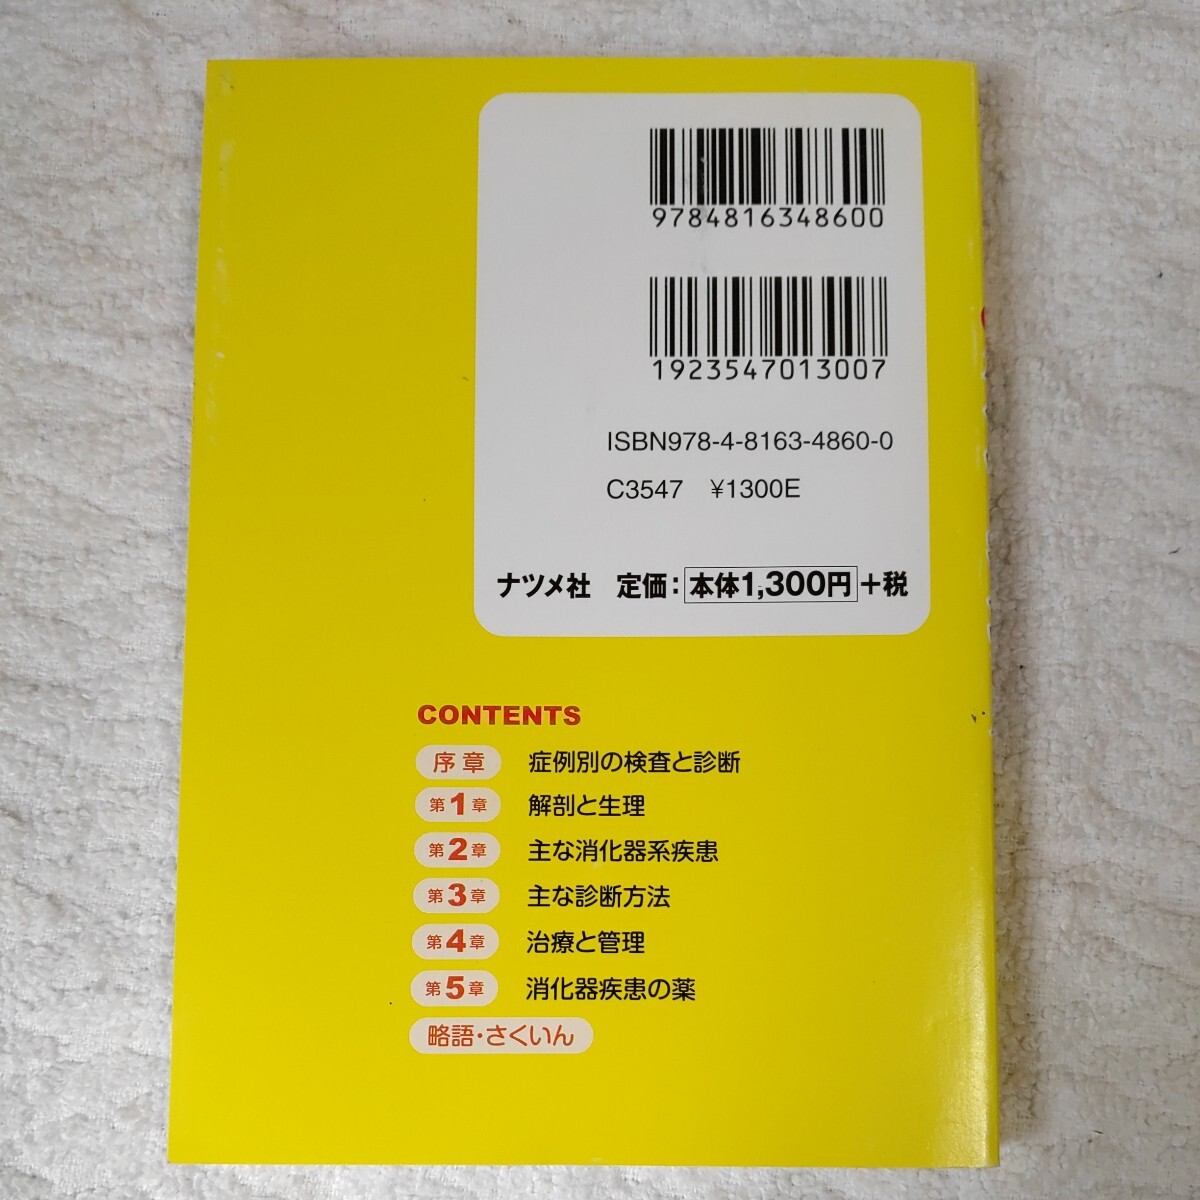 9784816348600
1923547013007
ISBN978-4-8163-4860-0
C3547 ¥1300E
ナツメ社 定価：本体1,300円+税
CONTENTS
序章 症例別の検査と診断
第1章 解剖と生理
第2章 主な消化器系疾患
第3章 主な診断方法
第4章 治療と管理
第5章 消化器疾患の薬
略語・さくいん